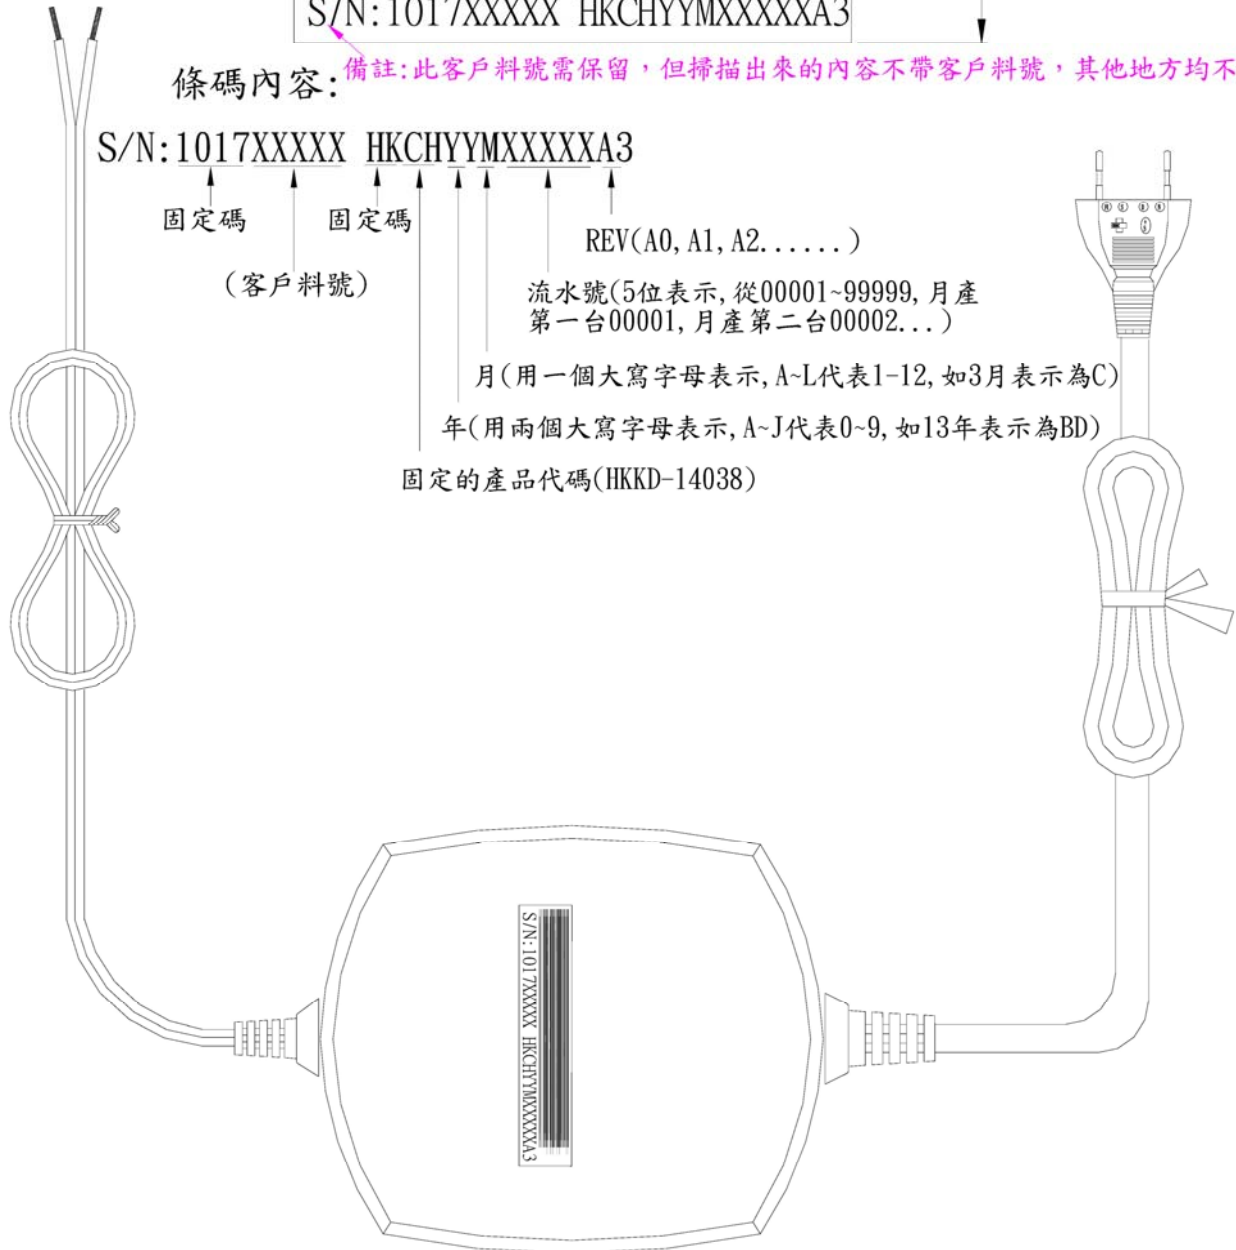 S/N:1017XXXXX HKCHYYMXXXXXA3
備註:此客戶料號需保留，但掃描出來的內容不帶客戶料號，其他地方均不
條碼內容:
S/N:1017XXXXX HKCHYYMXXXXXA3
固定碼 固定碼
REV(A0,A1,A2......)
(客戶料號)
流水號(5位表示,從00001~99999,月產
第一台00001,月產第二台00002...)
月(用一個大寫字母表示,A~L代表1-12,如3月表示為C)
年(用兩個大寫字母表示,A~J代表0~9,如13年表示為BD)
固定的產品代碼(HKKD-14038)
S/N:1017XXXXX HKCHYYMXXXXXA3